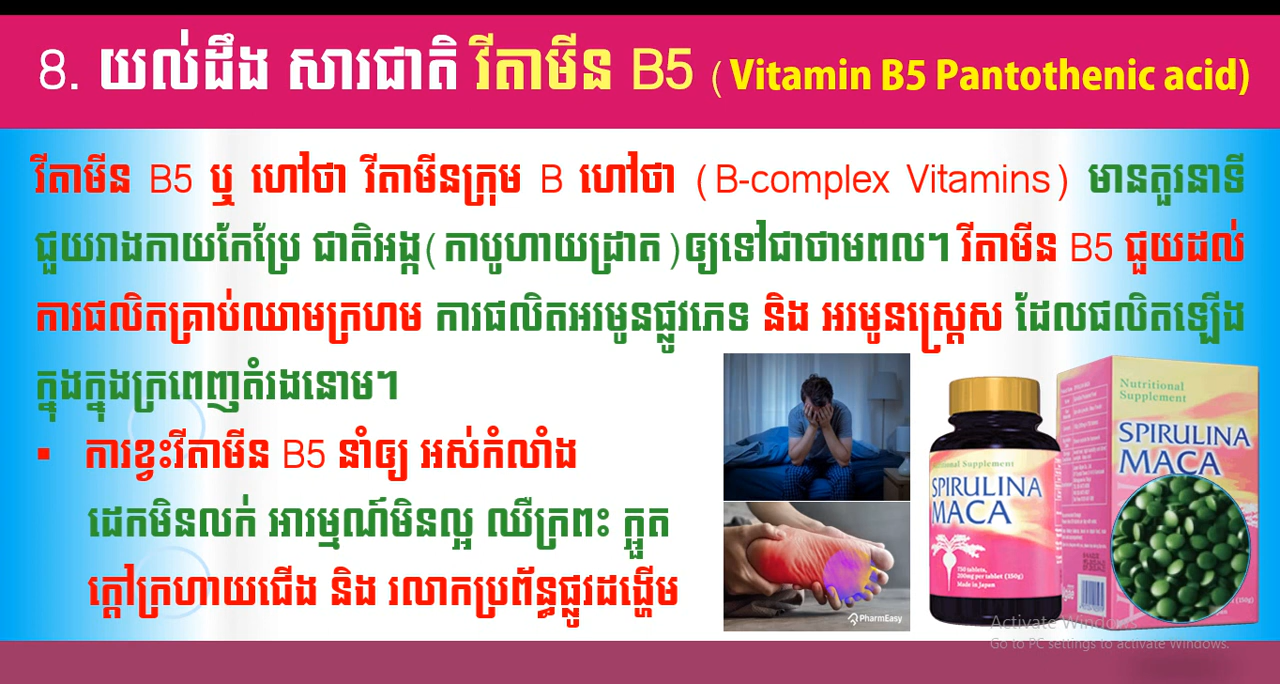 8. យល់ដឹង សារជាតិ វីតាមីន B5 ( Vitamin B5 Pantothenic acid)
វីតាមីន B5 ឬ ហៅថា វីតាមីនក្រុម B ហៅថា ( B-complex Vitamins ) មានតួរនាទី
ជួយរាងកាយកែប្រែ ជាតិអង្ក( កាបូហាយដ្រាត )ឲ្យទៅជាថាមពល។ វីតាមីន B5 ជួយដល់
ការផលិតគ្រាប់ឈាមក្រហម ការផលិតអរមូនផ្លូវភេទ និង អរមូនស្ត្រេស ដែលផលិតឡើង
ក្នុងក្នុងក្រពេញតំរងនោម។
▪ ការខ្វះវីតាមីន B5 នាំឲ្យ អស់កំលាំង
ដេកមិនលក់ អារម្មណ៍មិនល្អ ឈឺក្រពះ ក្អួត
ក្តៅក្រហាយជើង និង រលាកប្រព័ន្ធផ្លូវដង្ហើម
PharmEasy
Nutritional Supplement
SPIRULINA
MACA
750 tablets,
200mg per tablet (150g)
Made in Japan
Nutritional
Supplement
SPIRULINA
MACA
Activate Windows
Go to PC settings to activate Windows.